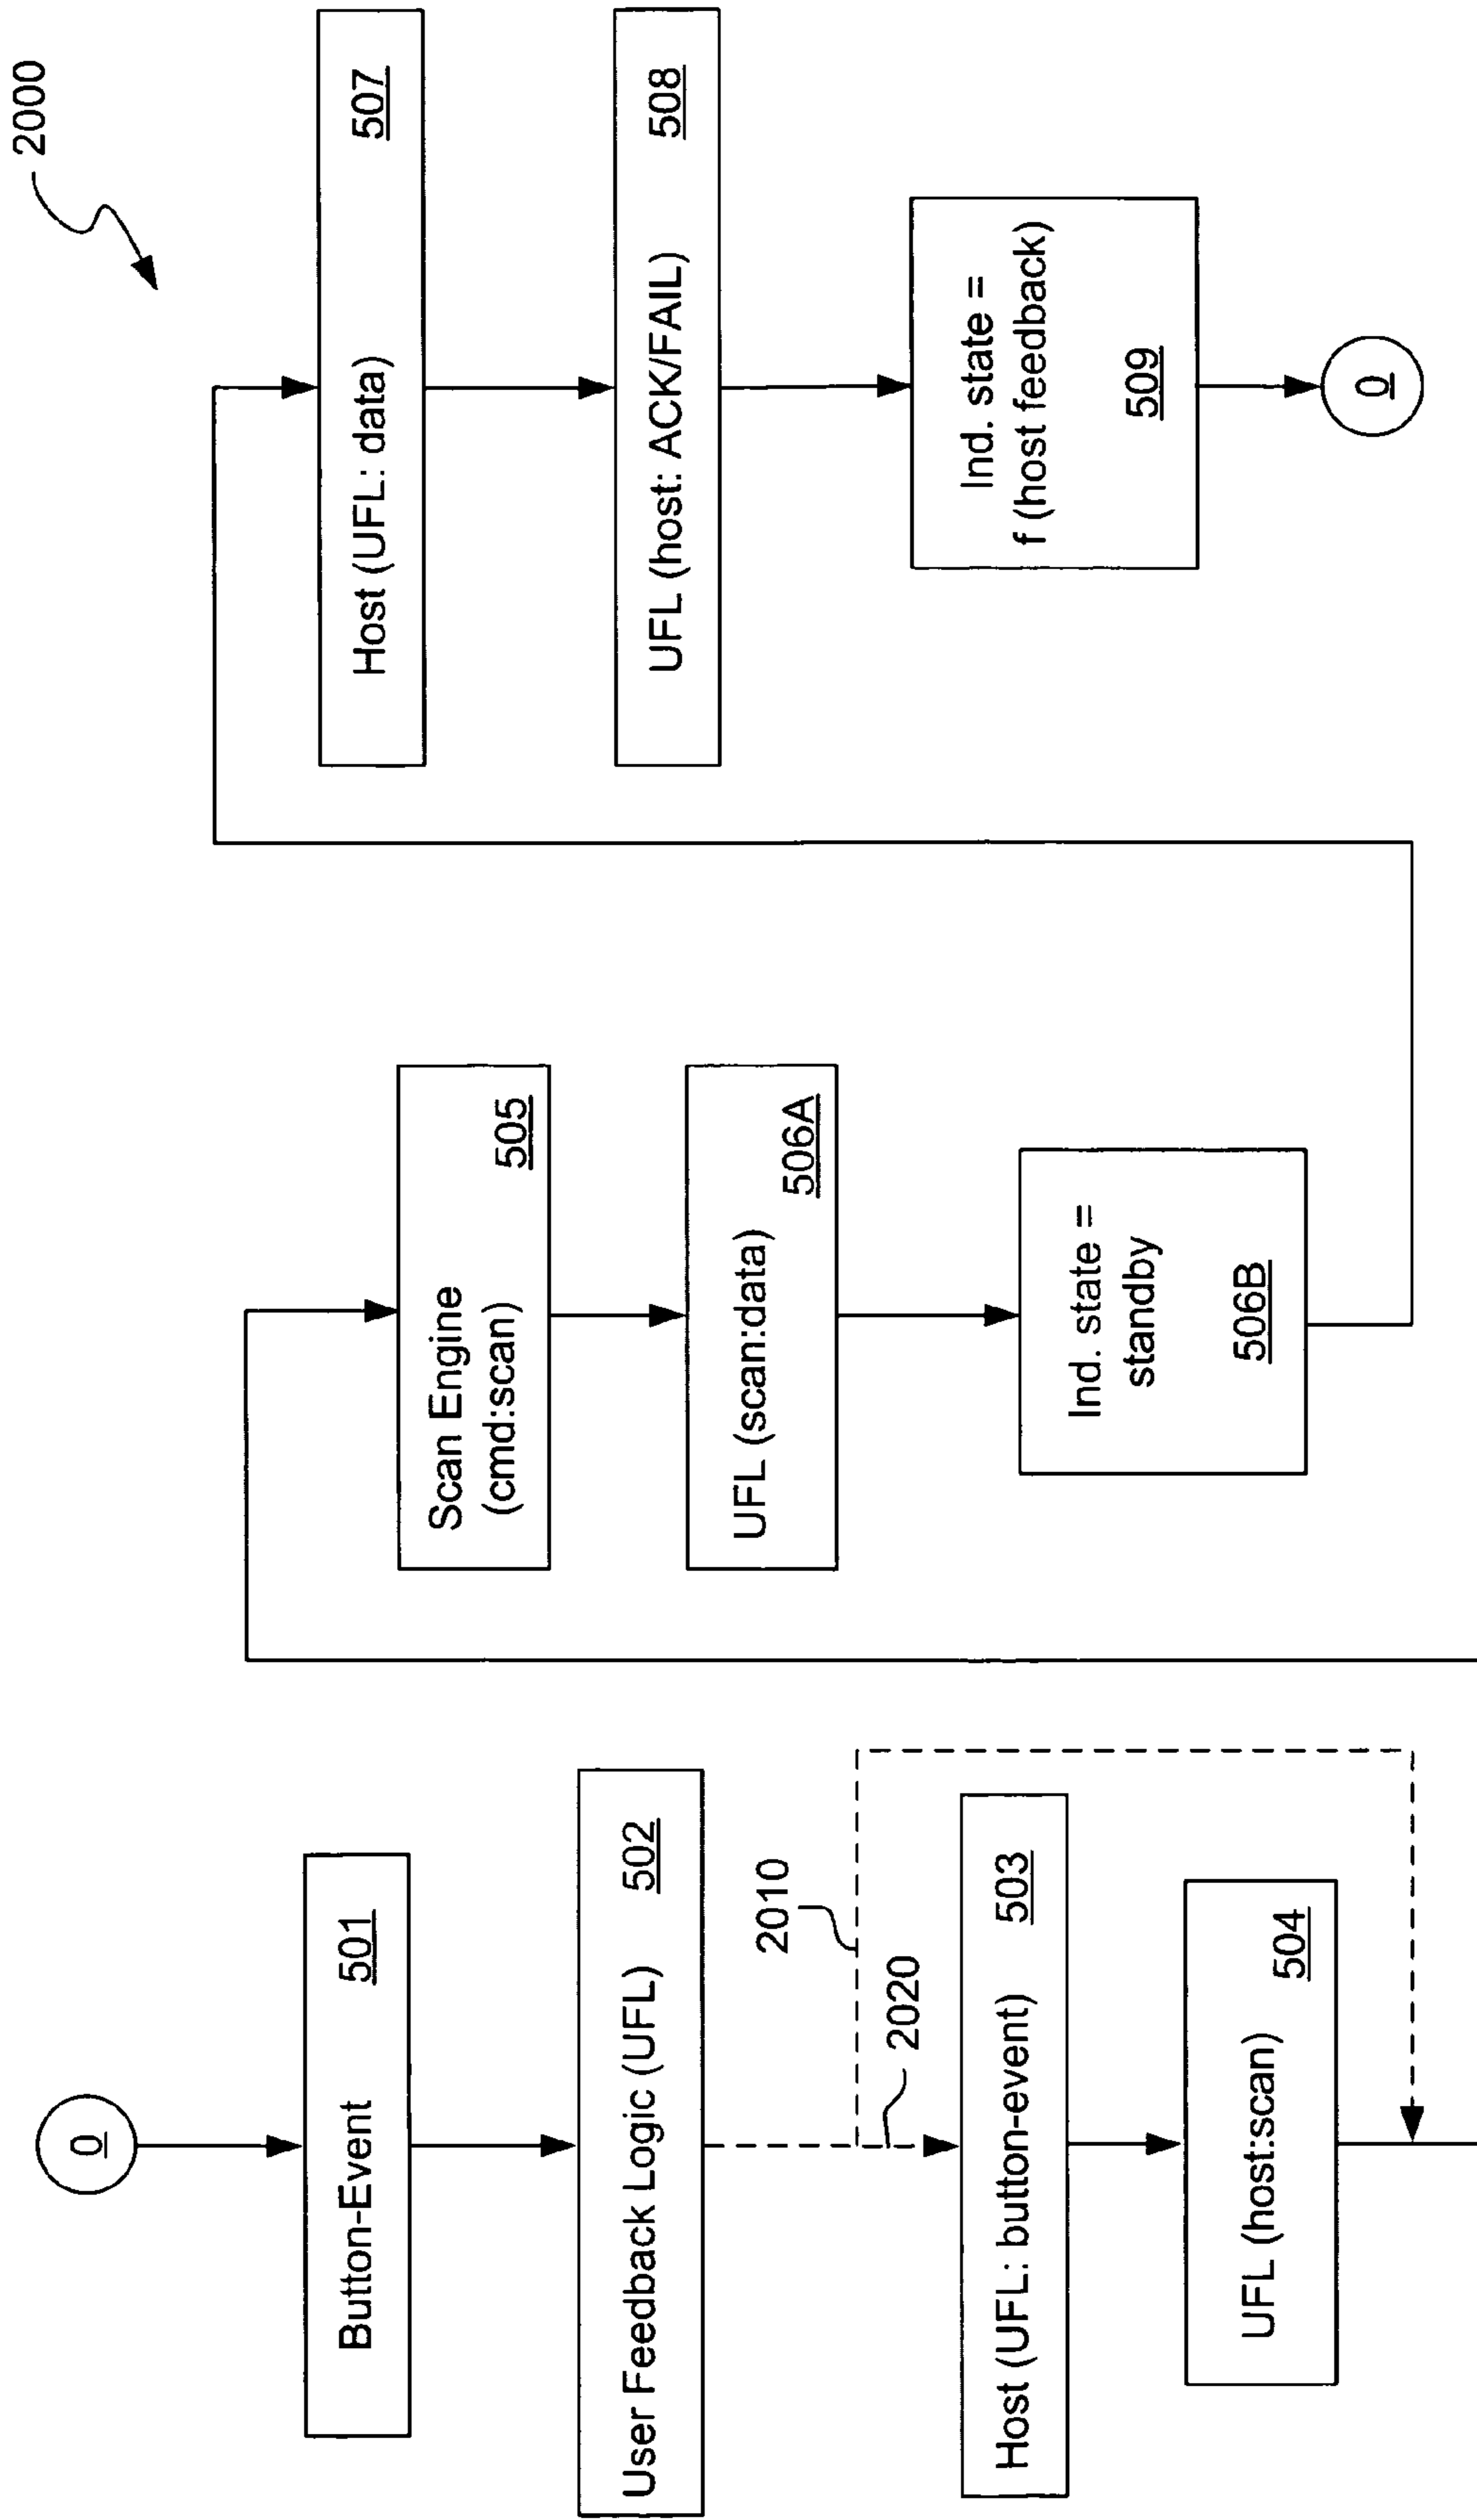 2000
0
Button-Event 501
User Feedback Logic (UFL) 502
2010
2020
Host (UFL: button-event) 503
UFL (host:scan) 504
Scan Engine
(cmd:scan) 505
UFL (scan:data) 506A
Ind. state =
standby
506B
Host (UFL: data) 507
UFL (host: ACK/FAIL) 508
Ind. state =
f (host feedback)
509
0